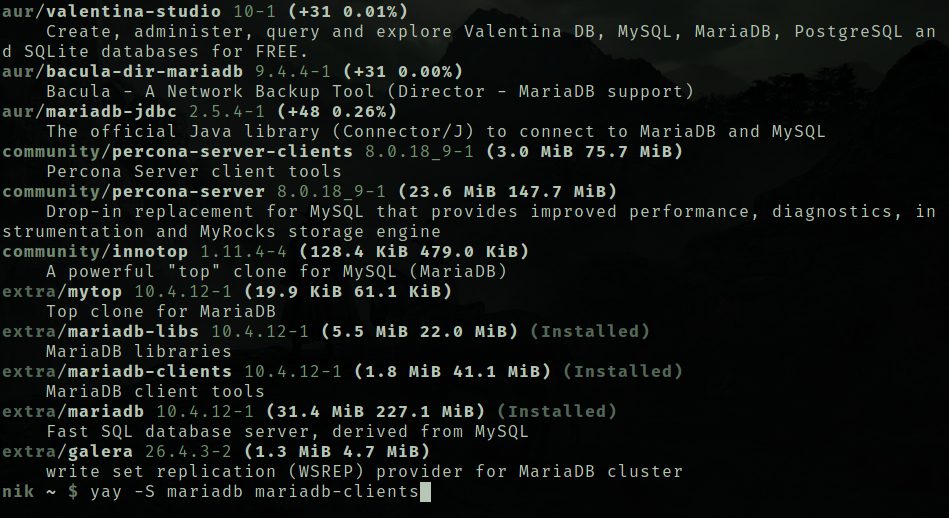 aur/valentina-studio 10-1 (+31 0.01%)
Create, administer, query and explore Valentina DB, MySQL, MariaDB, PostgreSQL an
d SQLite databases for FREE.
aur/bacula-dir-mariadb 9.4.4-1 (+31 0.00%)
Bacula - A Network Backup Tool (Director - MariaDB support)
aur/mariadb-jdbc 2.5.4-1 (+48 0.26%)
The official Java library (Connector/J) to connect to MariaDB and MySQL
community/percona-server-clients 8.0.18_9-1 (3.0 MiB 75.7 MiB)
Percona Server client tools
community/percona-server 8.0.18_9-1 (23.6 MiB 147.7 MiB)
Drop-in replacement for MySQL that provides improved performance, diagnostics, in
strumentation and MyRocks storage engine
community/innotop 1.11.4-4 (128.4 KiB 479.0 KiB)
A powerful "top" clone for MySQL (MariaDB)
extra/mytop 10.4.12-1 (19.9 KiB 61.1 KiB)
Top clone for MariaDB
extra/mariadb-libs 10.4.12-1 (5.5 MiB 22.0 MiB) (Installed)
MariaDB libraries
extra/mariadb-clients 10.4.12-1 (1.8 MiB 41.1 MiB) (Installed)
MariaDB client tools
extra/mariadb 10.4.12-1 (31.4 MiB 227.1 MiB) (Installed)
Fast SQL database server, derived from MySQL
extra/galera 26.4.3-2 (1.3 MiB 4.7 MiB)
write set replication (WSREP) provider for MariaDB cluster
nik ~ $ yay -S mariadb mariadb-clients